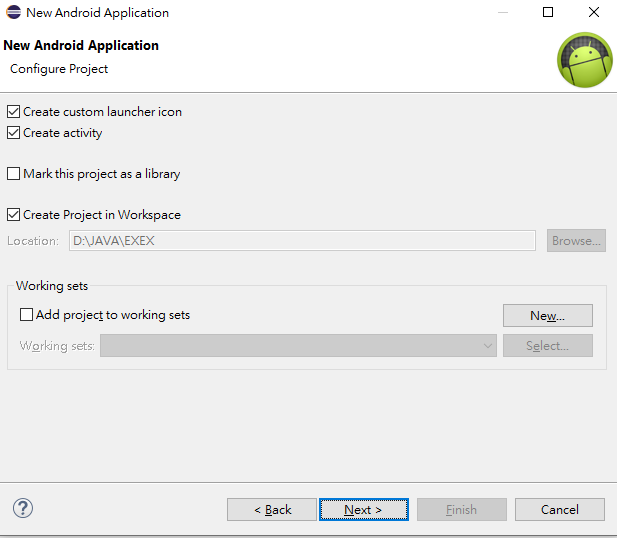 New Android Application
New Android Application
Configure Project
Create custom launcher icon
Create activity
Mark this project as a library
Create Project in Workspace
Location: D:\JAVA\EXEX Browse...
Working sets
Add project to working sets New...
Working sets: Select...
? < Back Next > Finish Cancel